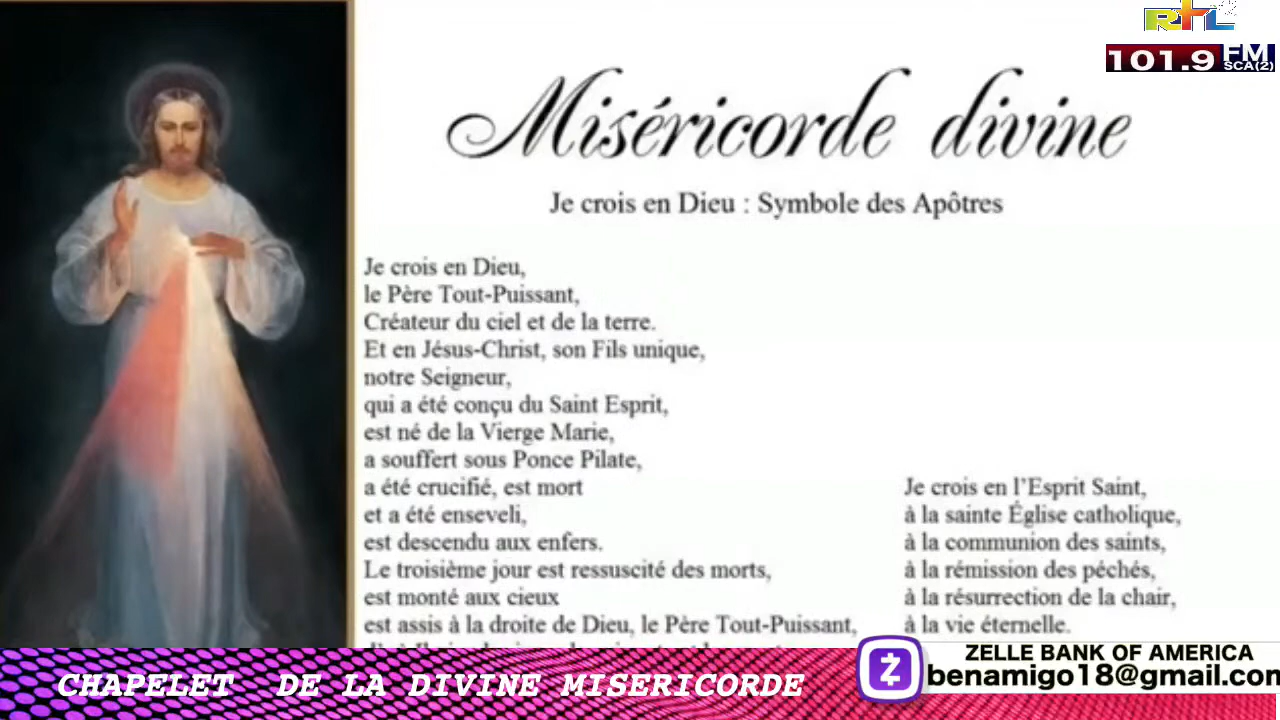 RTL
101.9 FM
SCA(2)
Miséricorde divine
Je crois en Dieu : Symbole des Apôtres
Je crois en Dieu,
le Père Tout-Puissant,
Créateur du ciel et de la terre.
Et en Jésus-Christ, son Fils unique,
notre Seigneur,
qui a été conçu du Saint Esprit,
est né de la Vierge Marie,
a souffert sous Ponce Pilate,
a été crucifié, est mort
et a été enseveli,
est descendu aux enfers.
Le troisième jour est ressuscité des morts,
est monté aux cieux
est assis à la droite de Dieu, le Père Tout-Puissant,
Je crois en l'Esprit Saint,
à la sainte Église catholique,
à la communion des saints,
à la rémission des péchés,
à la résurrection de la chair,
à la vie éternelle.
CHAPELET DE LA DIVINE MISERICORDE
ZELLE BANK OF AMERICA
benamigo18@gmail.com